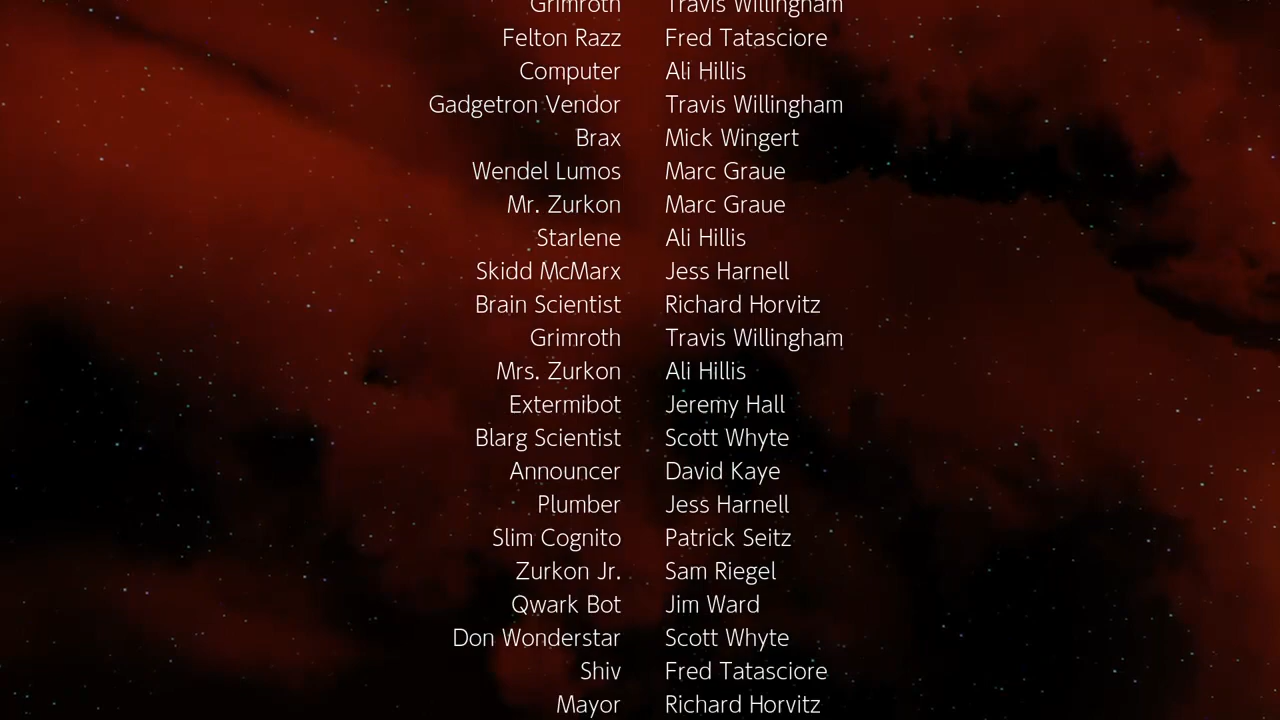 Grimroth Travis Willingham
Felton Razz Fred Tatasciore
Computer Ali Hillis
Gadgetron Vendor Travis Willingham
Brax Mick Wingert
Wendel Lumos Marc Graue
Mr. Zurkon Marc Graue
Starlene Ali Hillis
Skidd McMarx Jess Harnell
Brain Scientist Richard Horvitz
Grimroth Travis Willingham
Mrs. Zurkon Ali Hillis
Extermibot Jeremy Hall
Blarg Scientist Scott Whyte
Announcer David Kaye
Plumber Jess Harnell
Slim Cognito Patrick Seitz
Zurkon Jr. Sam Riegel
Qwark Bot Jim Ward
Don Wonderstar Scott Whyte
Shiv Fred Tatasciore
Mayor Richard Horvitz